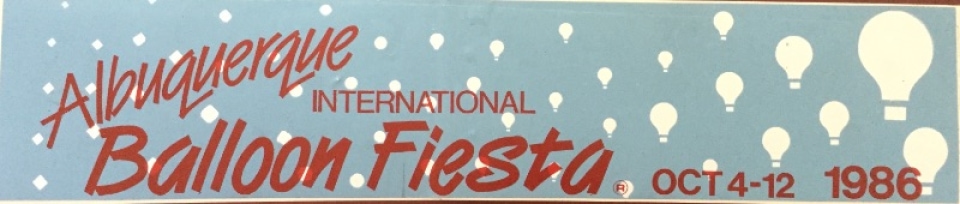 Albuquerque
INTERNATIONAL
Balloon Fiesta® OCT 4-12 1986